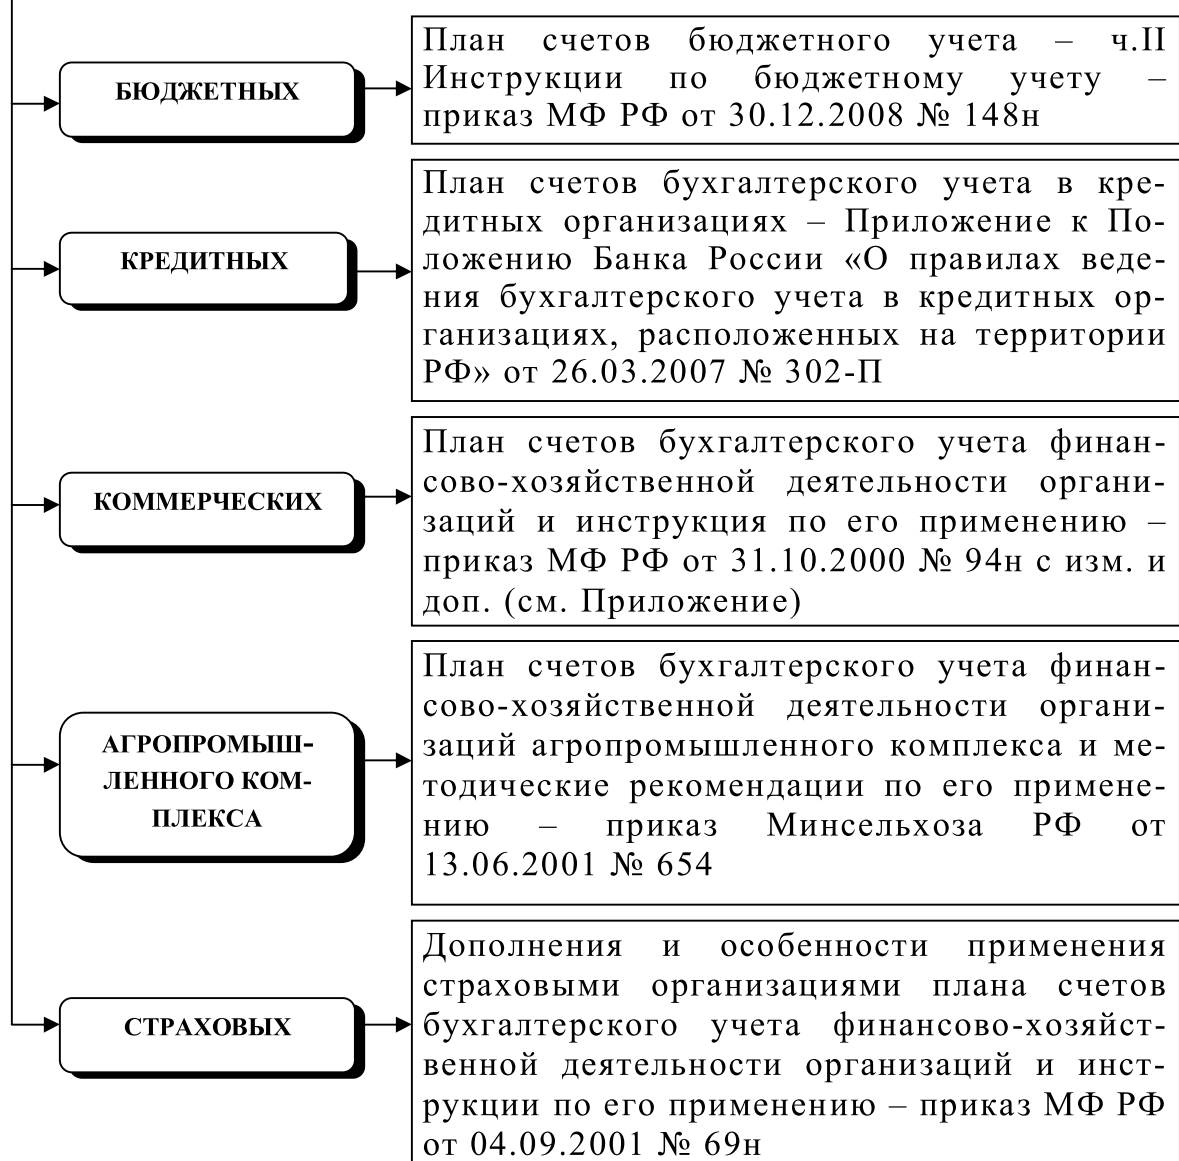 БЮДЖЕТНЫХ
План счетов бюджетного учета – ч.II
Инструкции по бюджетному учету –
приказ МФ РФ от 30.12.2008 № 148н
КРЕДИТНЫХ
План счетов бухгалтерского учета в кре-
дитных организациях – Приложение к По-
ложению Банка России «О правилах веде-
ния бухгалтерского учета в кредитных ор-
ганизациях, расположенных на территории
РФ» от 26.03.2007 № 302-П
КОММЕРЧЕСКИХ
План счетов бухгалтерского учета финан-
сово-хозяйственной деятельности органи-
заций и инструкция по его применению –
приказ МФ РФ от 31.10.2000 № 94н с изм. и
доп. (см. Приложение)
АГРОПРОМЫШ-
ЛЕННОГО КОМ-
ПЛЕКСА
План счетов бухгалтерского учета финан-
сово-хозяйственной деятельности органи-
заций агропромышленного комплекса и ме-
тодические рекомендации по его примене-
нию – приказ Минсельхоза РФ от
13.06.2001 № 654
СТРАХОВЫХ
Дополнения и особенности применения
страховыми организациями плана счетов
бухгалтерского учета финансово-хозяйст-
венной деятельности организаций и инст-
рукции по его применению – приказ МФ РФ
от 04.09.2001 № 69н